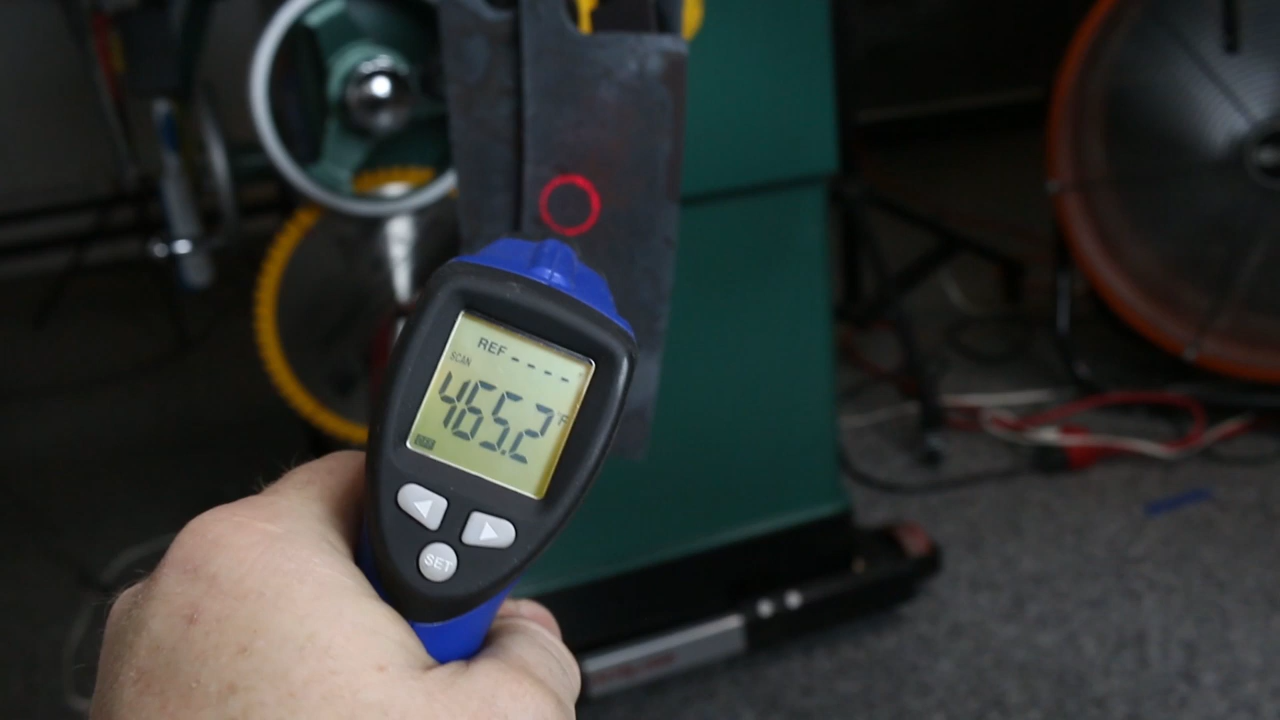 REF - - - - -
SCAN
465.2 °F
SET